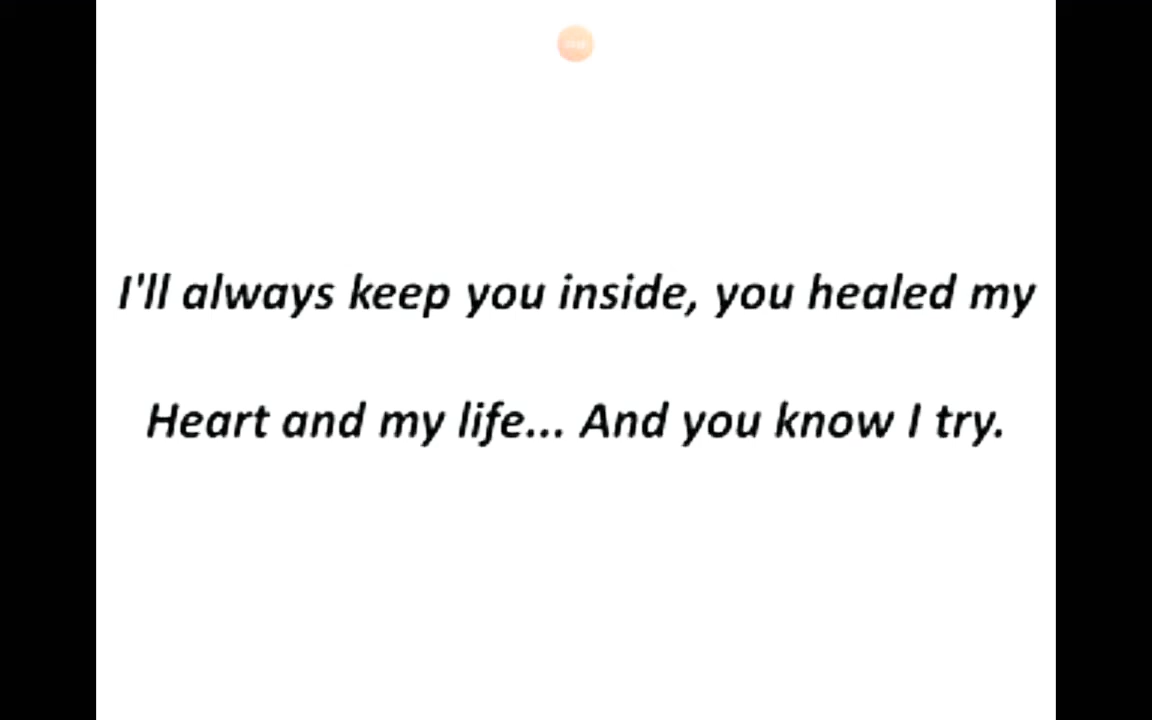 I'll always keep you inside, you healed my
Heart and my life... And you know I try.